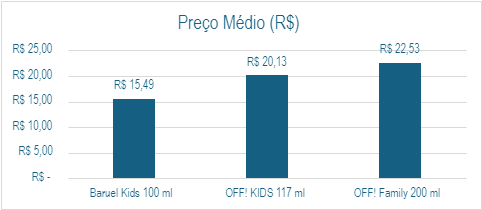 Preço Médio (R$)
R$ 25,00
R$ 20,00
R$ 15,00
R$ 10,00
R$ 5,00
R$ -
R$ 15,49
R$ 20,13
R$ 22,53
Baruel Kids 100 ml
OFF! KIDS 117 ml
OFF! Family 200 ml